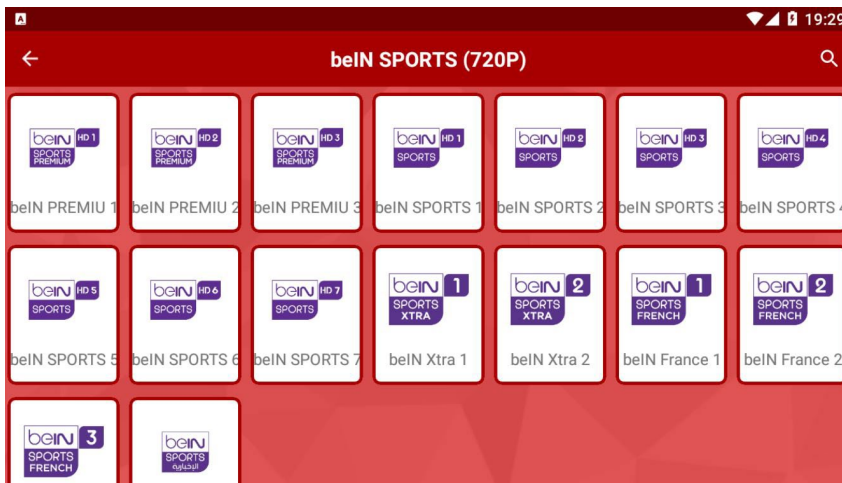 A
19:29
beIN SPORTS (720P)
beIN HD 1 SPORTS PREMIUM
beIN HD 2 SPORTS PREMIUM
beIN HD 3 SPORTS PREMIUM
beIN HD 1 SPORTS
beIN HD 2 SPORTS
beIN HD 3 SPORTS
beIN HD 4 SPORTS
beIN PREMIU 1
beIN PREMIU 2
beIN PREMIU 3
beIN SPORTS 1
beIN SPORTS 2
beIN SPORTS 3
beIN SPORTS 4
beIN HD 5 SPORTS
beIN HD 6 SPORTS
beIN HD 7 SPORTS
beIN 1 SPORTS XTRA
beIN 2 SPORTS XTRA
beIN 1 SPORTS FRENCH
beIN 2 SPORTS FRENCH
beIN SPORTS 5
beIN SPORTS 6
beIN SPORTS 7
beIN Xtra 1
beIN Xtra 2
beIN France 1
beIN France 2
beIN 3 SPORTS FRENCH
beIN SPORTS الإخبارية